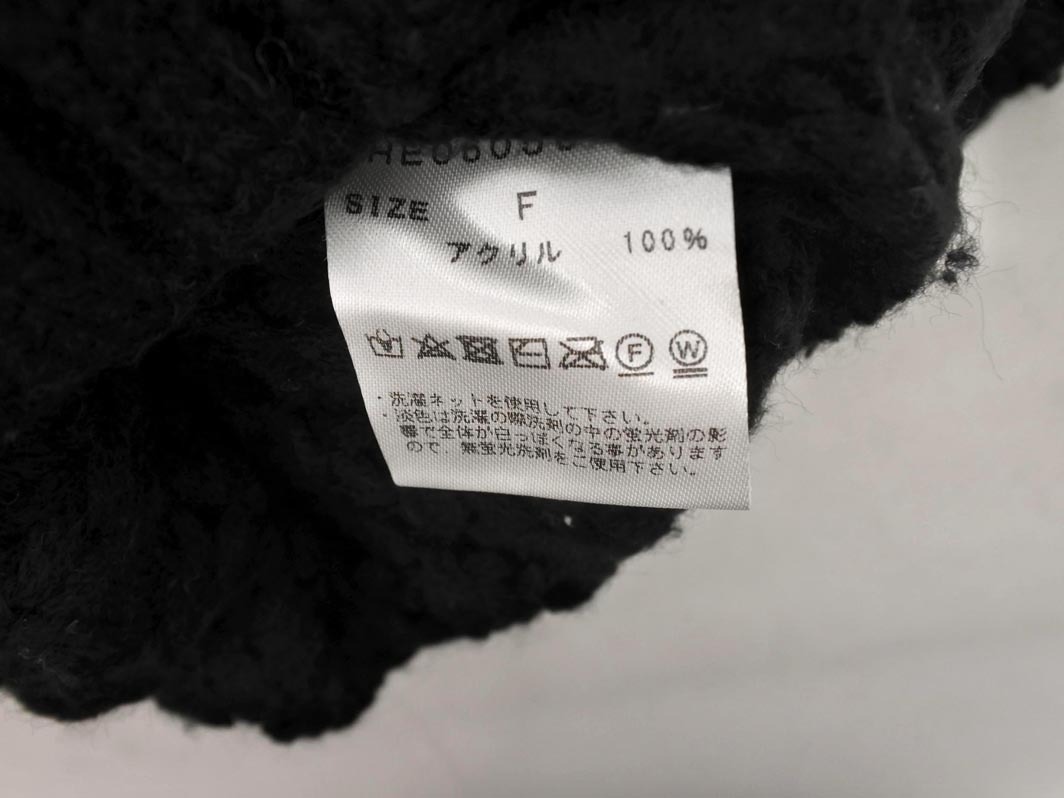 SIZE F
アクリル 100%
F W
・洗濯ネットを使用して下さい。
・淡色は洗濯の際洗剤の中の蛍光剤の影
響で全体が白っぽくなる事があります
ので、無蛍光洗剤をご使用下さい。